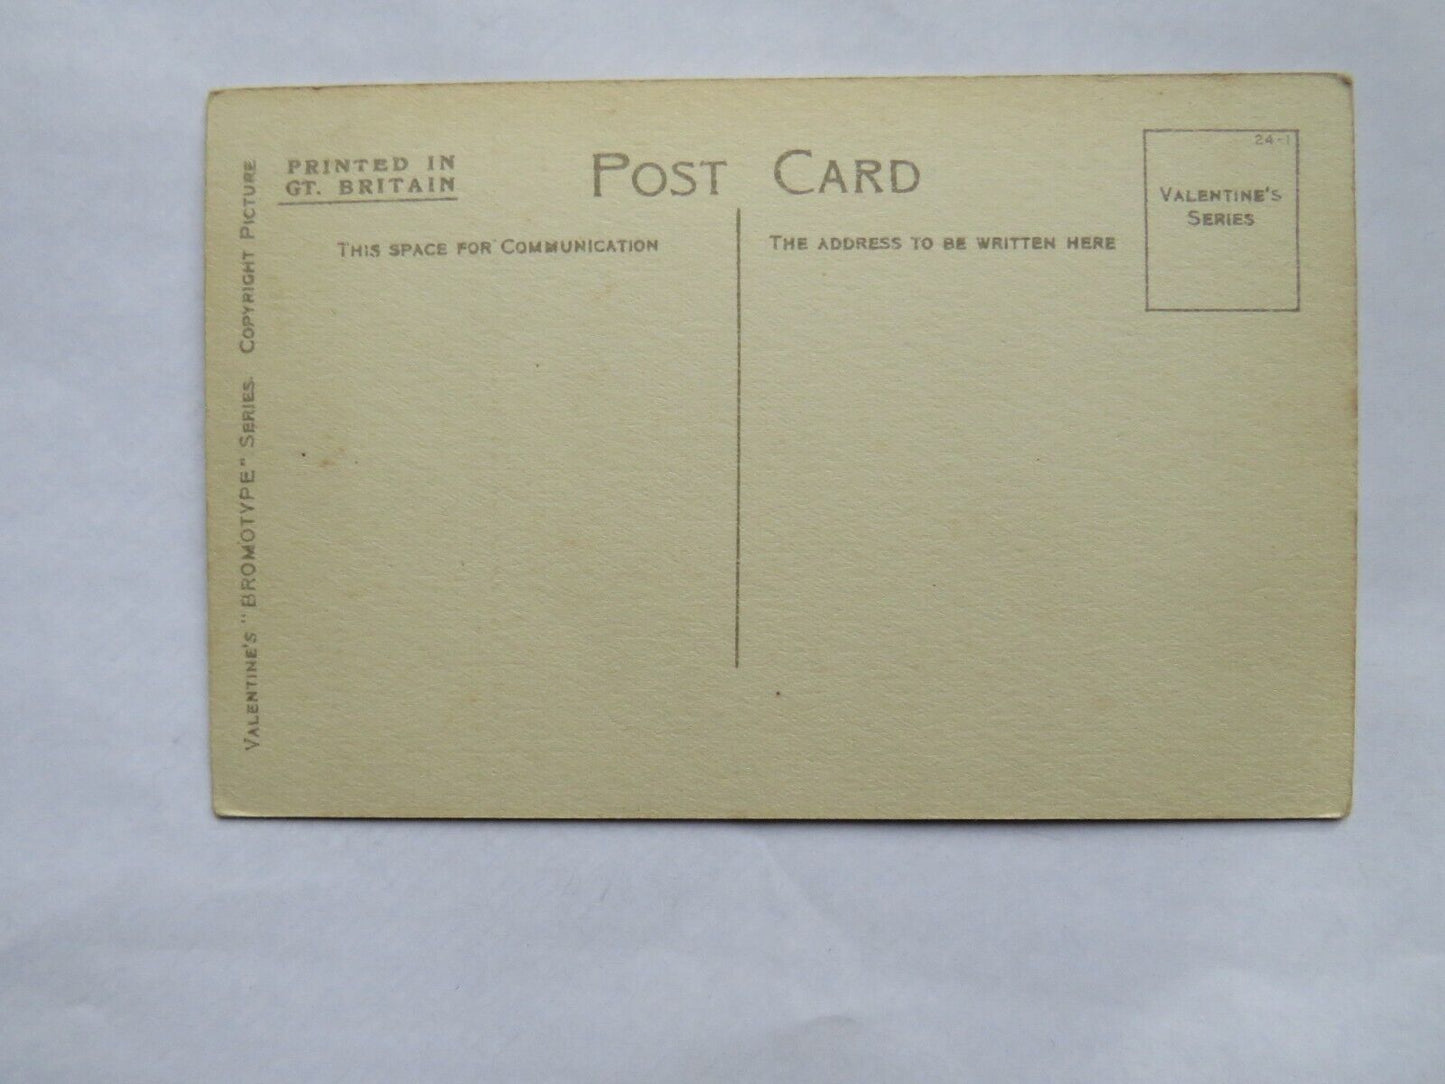 PRINTED IN
GT. BRITAIN
POST CARD
24-1
VALENTINE'S
SERIES
THIS SPACE FOR COMMUNICATION
THE ADDRESS TO BE WRITTEN HERE
VALENTINE'S "BROMOTYPE" SERIES. COPYRIGHT PICTURE